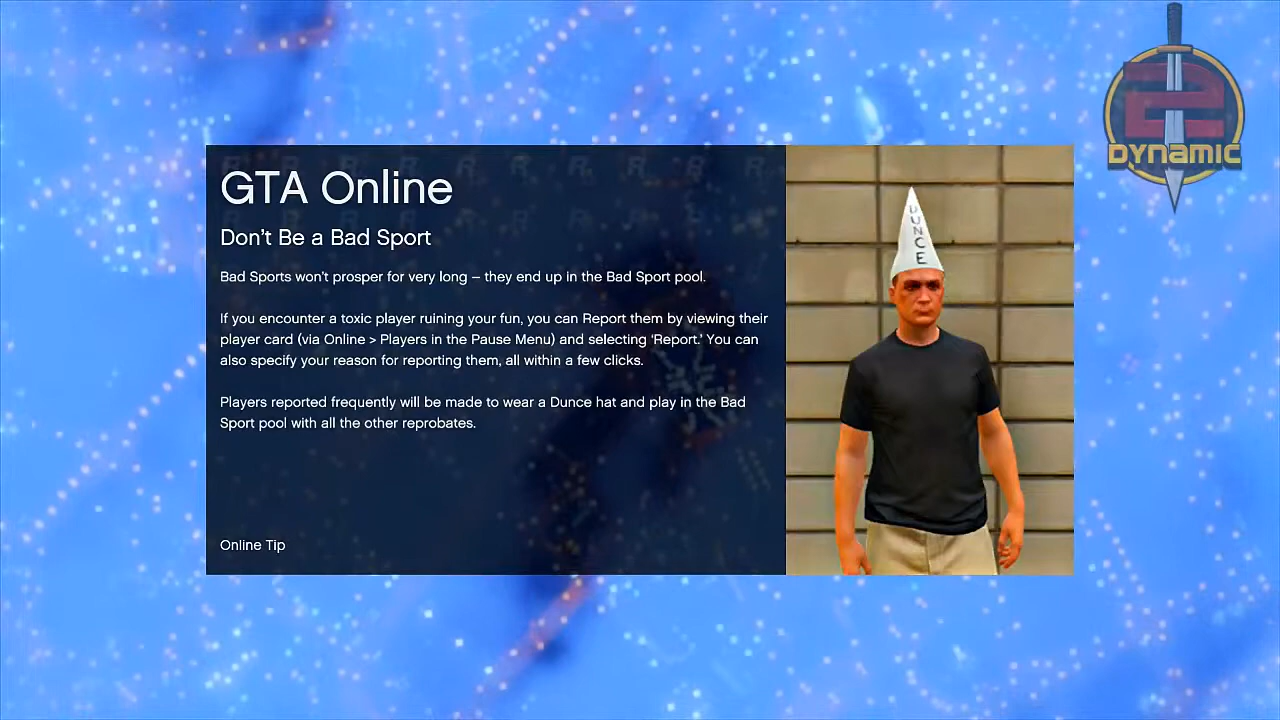 2
DYNAMIC
GTA Online
Don't Be a Bad Sport
Bad Sports won't prosper for very long – they end up in the Bad Sport pool.
If you encounter a toxic player ruining your fun, you can Report them by viewing their
player card (via Online > Players in the Pause Menu) and selecting 'Report.' You can
also specify your reason for reporting them, all within a few clicks.
Players reported frequently will be made to wear a Dunce hat and play in the Bad
Sport pool with all the other reprobates.
Online Tip
DUNCE